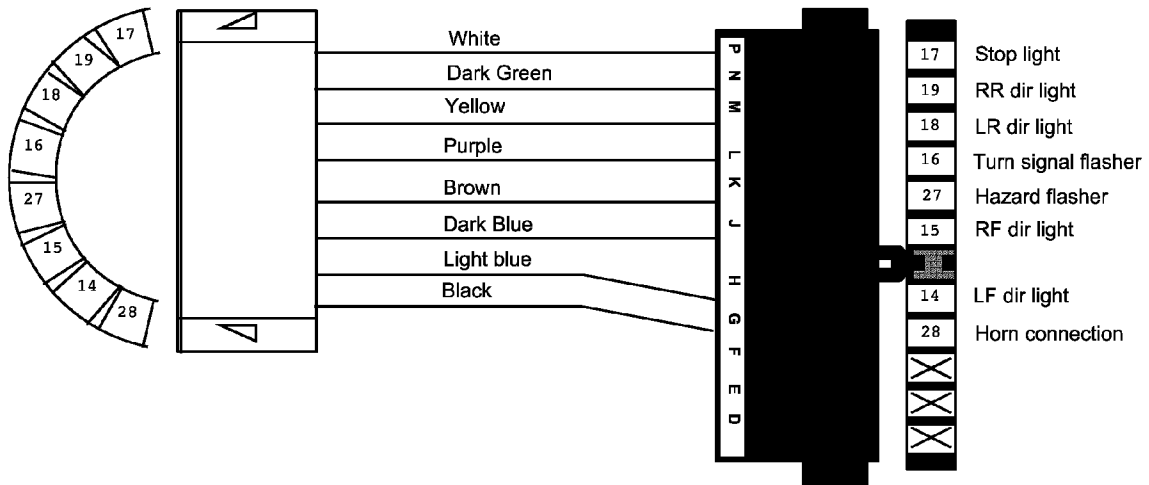 17
19
18
16
27
15
14
28
White
Dark Green
Yellow
Purple
Brown
Dark Blue
Light blue
Black
P
N
M
L
K
J
H
G
F
E
D
17 Stop light
19 RR dir light
18 LR dir light
16 Turn signal flasher
27 Hazard flasher
15 RF dir light
14 LF dir light
28 Horn connection